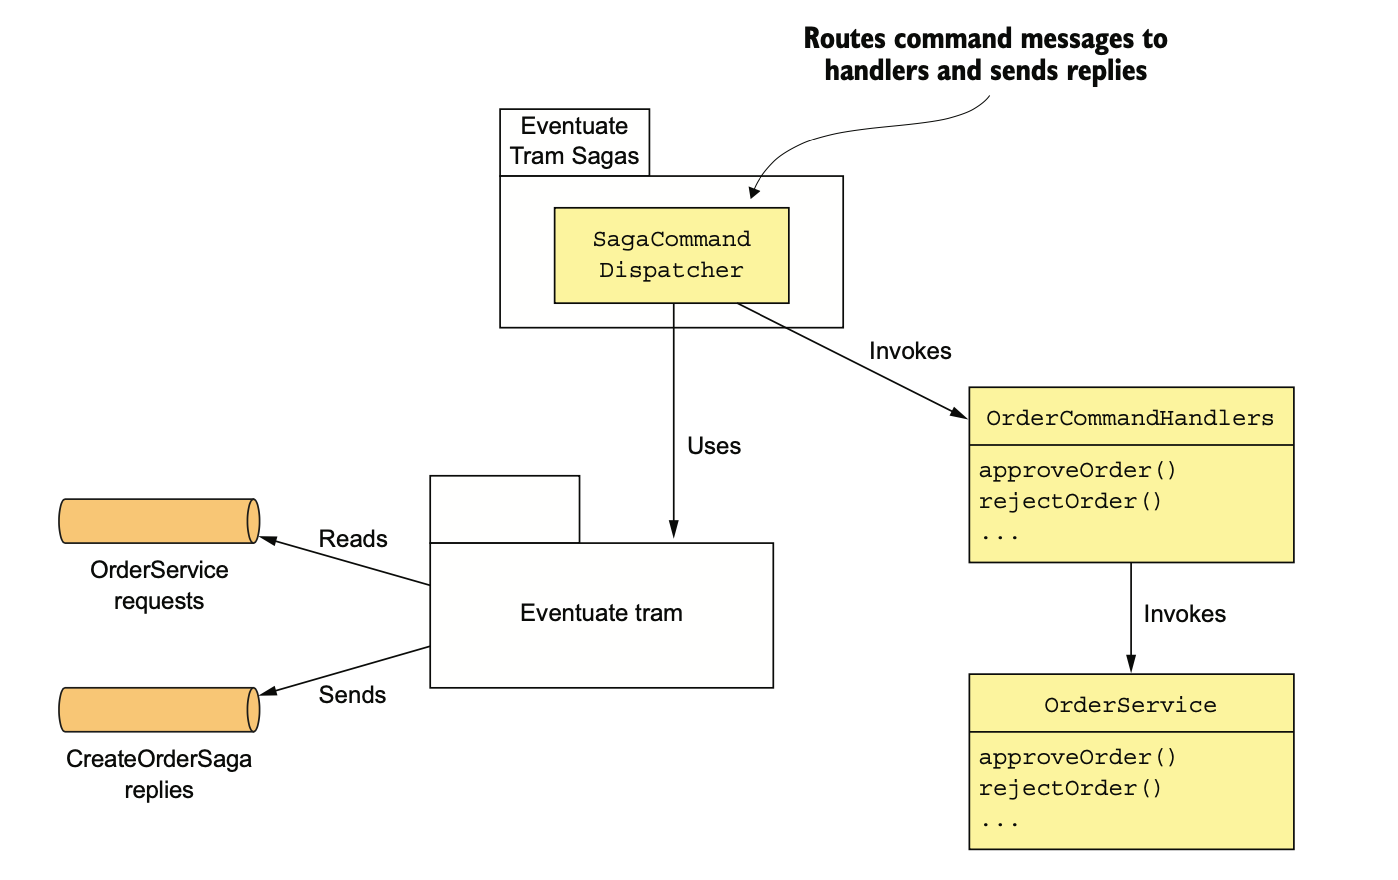 Routes command messages to
handlers and sends replies
Eventuate
Tram Sagas
SagaCommand
Dispatcher
Invokes
OrderCommandHandlers
approveOrder()
rejectOrder()
...
Uses
Reads
OrderService
requests
Eventuate tram
Invokes
Sends
CreateOrderSaga
replies
OrderService
approveOrder()
rejectOrder()
...